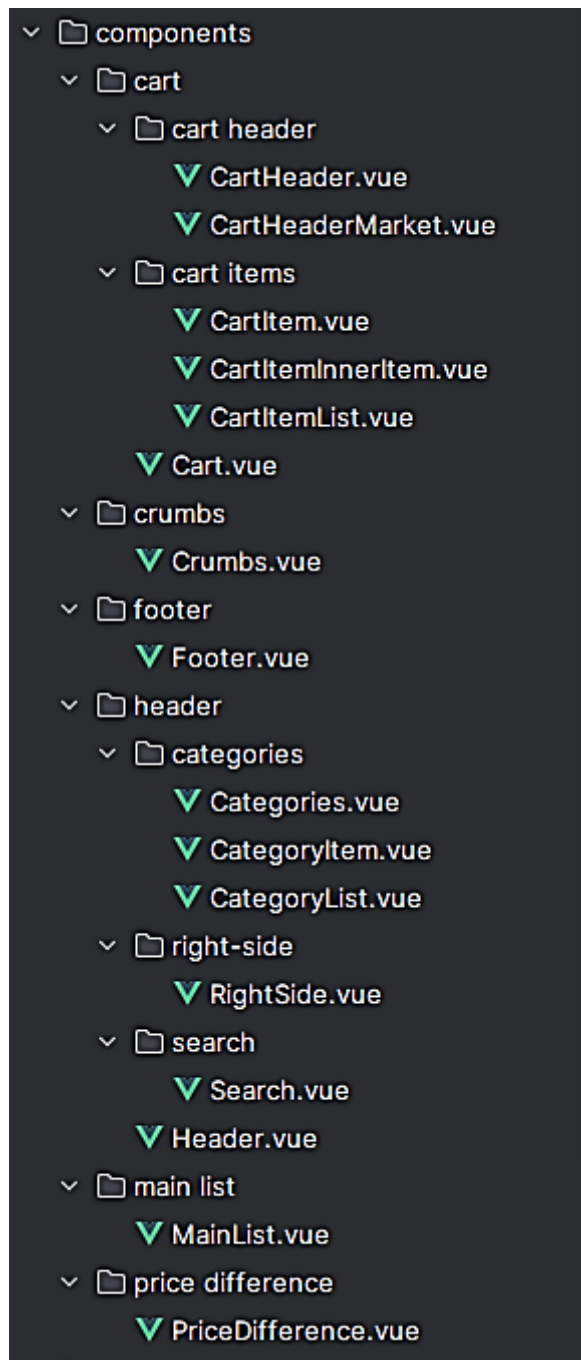 components
cart
cart header
CartHeader.vue
CartHeaderMarket.vue
cart items
CartItem.vue
CartItemInnerItem.vue
CartItemList.vue
Cart.vue
crumbs
Crumbs.vue
footer
Footer.vue
header
categories
Categories.vue
CategoryItem.vue
CategoryList.vue
right-side
RightSide.vue
search
Search.vue
Header.vue
main list
MainList.vue
price difference
PriceDifference.vue